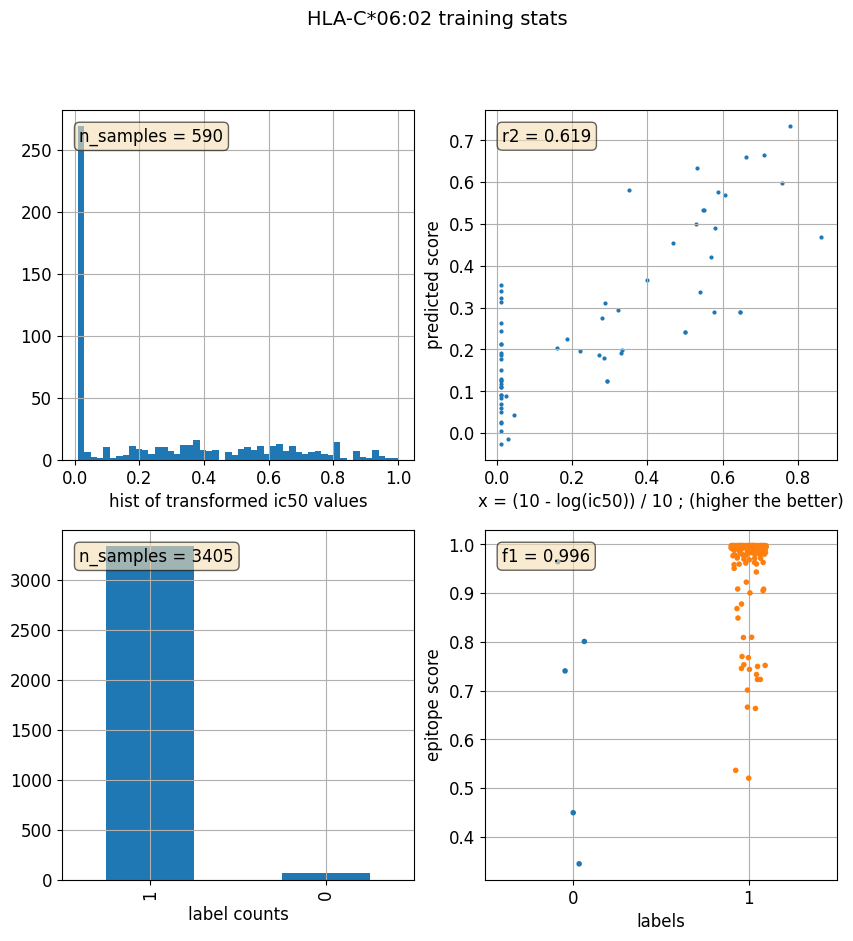 HLA-C*06:02 training stats
n_samples = 590
250
200
150
100
50
0
0.0 0.2 0.4 0.6 0.8 1.0
hist of transformed ic50 values
r2 = 0.619
predicted score
0.7
0.6
0.5
0.4
0.3
0.2
0.1
0.0
0.0 0.2 0.4 0.6 0.8
x = (10 - log(ic50)) / 10 ; (higher the better)
n_samples = 3405
3000
2500
2000
1500
1000
500
0
1 0
label counts
f1 = 0.996
epitope score
1.0
0.9
0.8
0.7
0.6
0.5
0.4
0 1
labels